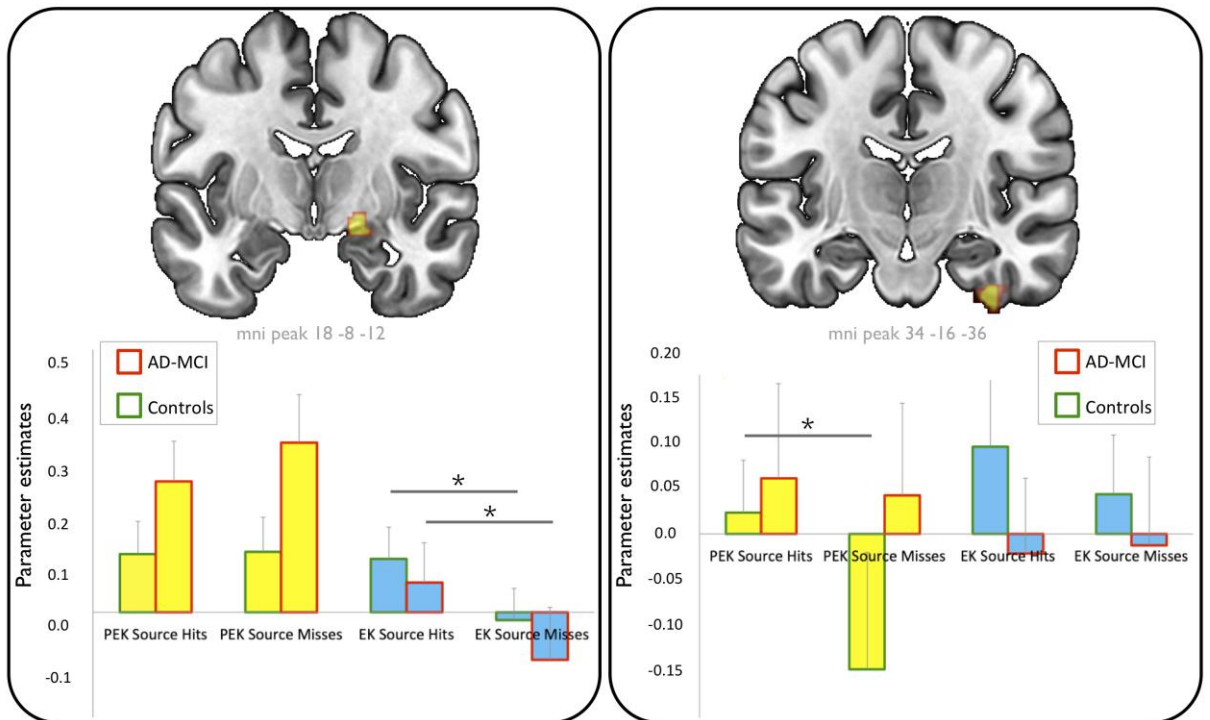 mni peak 18 -8 -12
Parameter estimates
0.5
0.4
0.3
0.2
0.1
0.0
-0.1
AD-MCI
Controls
*
*
PEK Source Hits
PEK Source Misses
EK Source Hits
EK Source Misses
mni peak 34 -16 -36
Parameter estimates
0.20
0.15
0.10
0.05
0.0
-0.05
-0.10
-0.15
AD-MCI
Controls
*
PEK Source Hits
PEK Source Misses
EK Source Hits
EK Source Misses